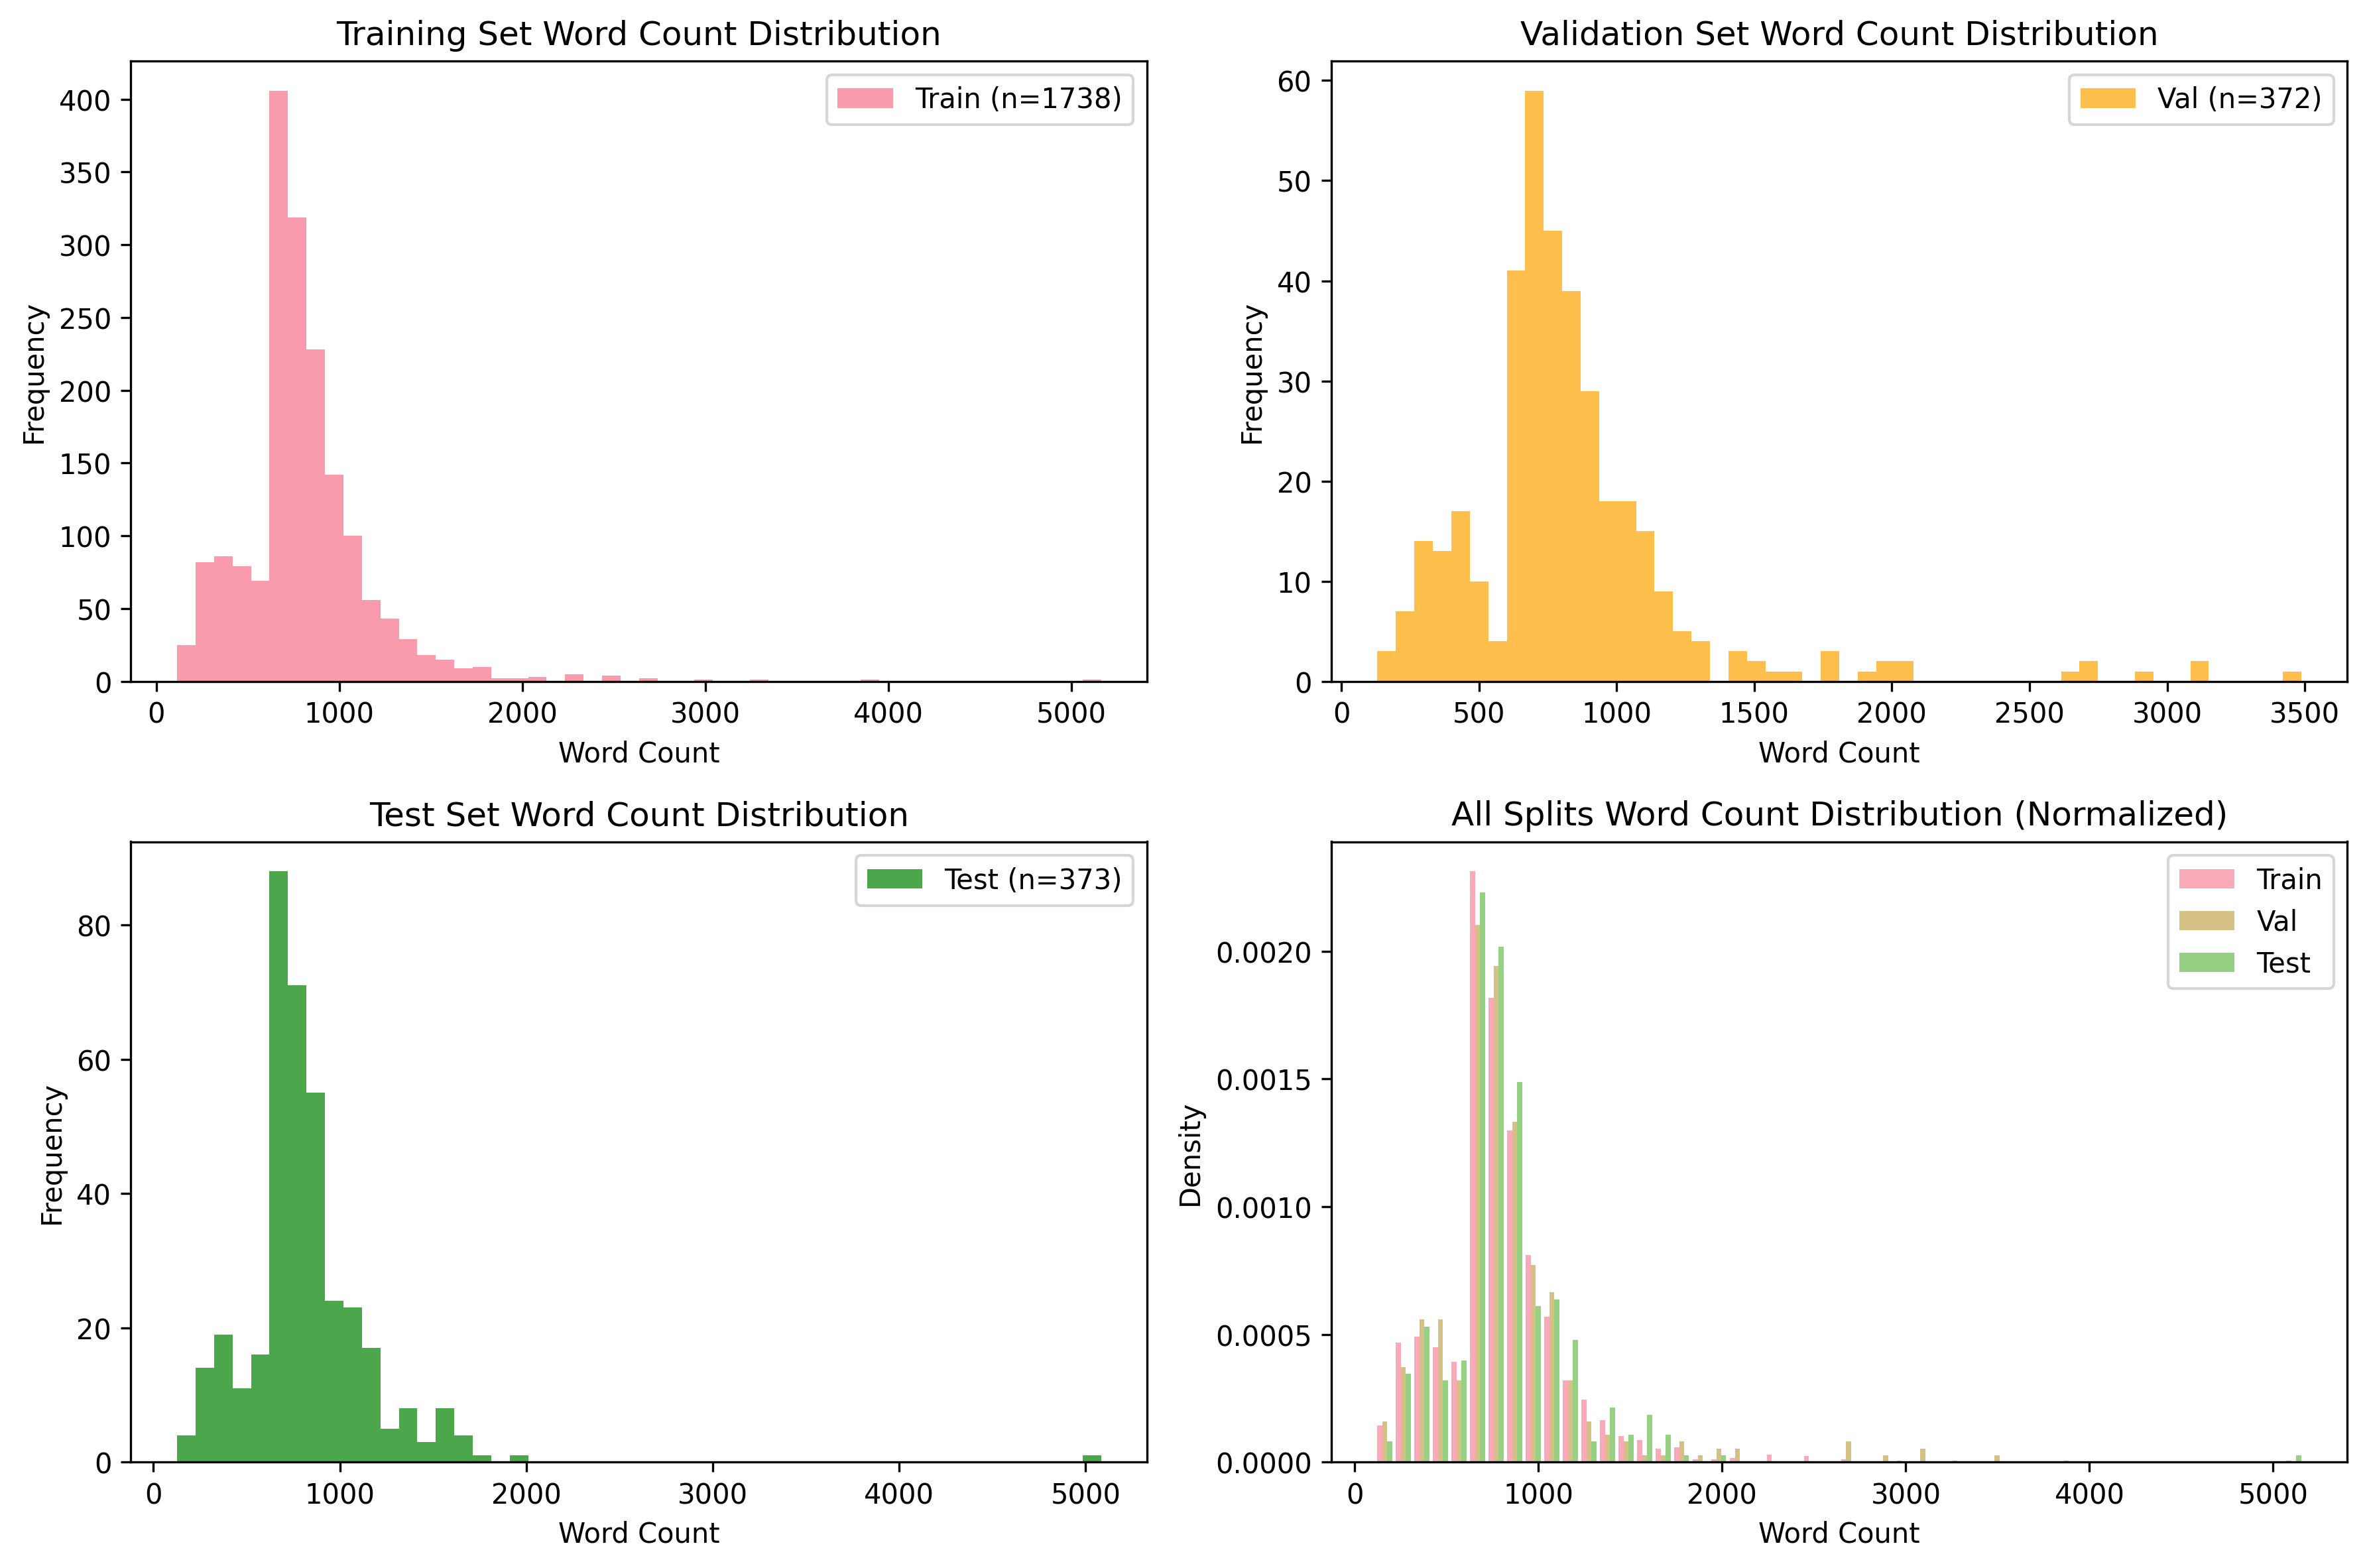 Training Set Word Count Distribution
Train (n=1738)
Frequency
400
350
300
250
200
150
100
50
0
0 1000 2000 3000 4000 5000
Word Count
Validation Set Word Count Distribution
Val (n=372)
Frequency
60
50
40
30
20
10
0
0 500 1000 1500 2000 2500 3000 3500
Word Count
Test Set Word Count Distribution
Test (n=373)
Frequency
80
60
40
20
0
0 1000 2000 3000 4000 5000
Word Count
All Splits Word Count Distribution (Normalized)
Train
Val
Test
Density
0.0020
0.0015
0.0010
0.0005
0.0000
0 1000 2000 3000 4000 5000
Word Count